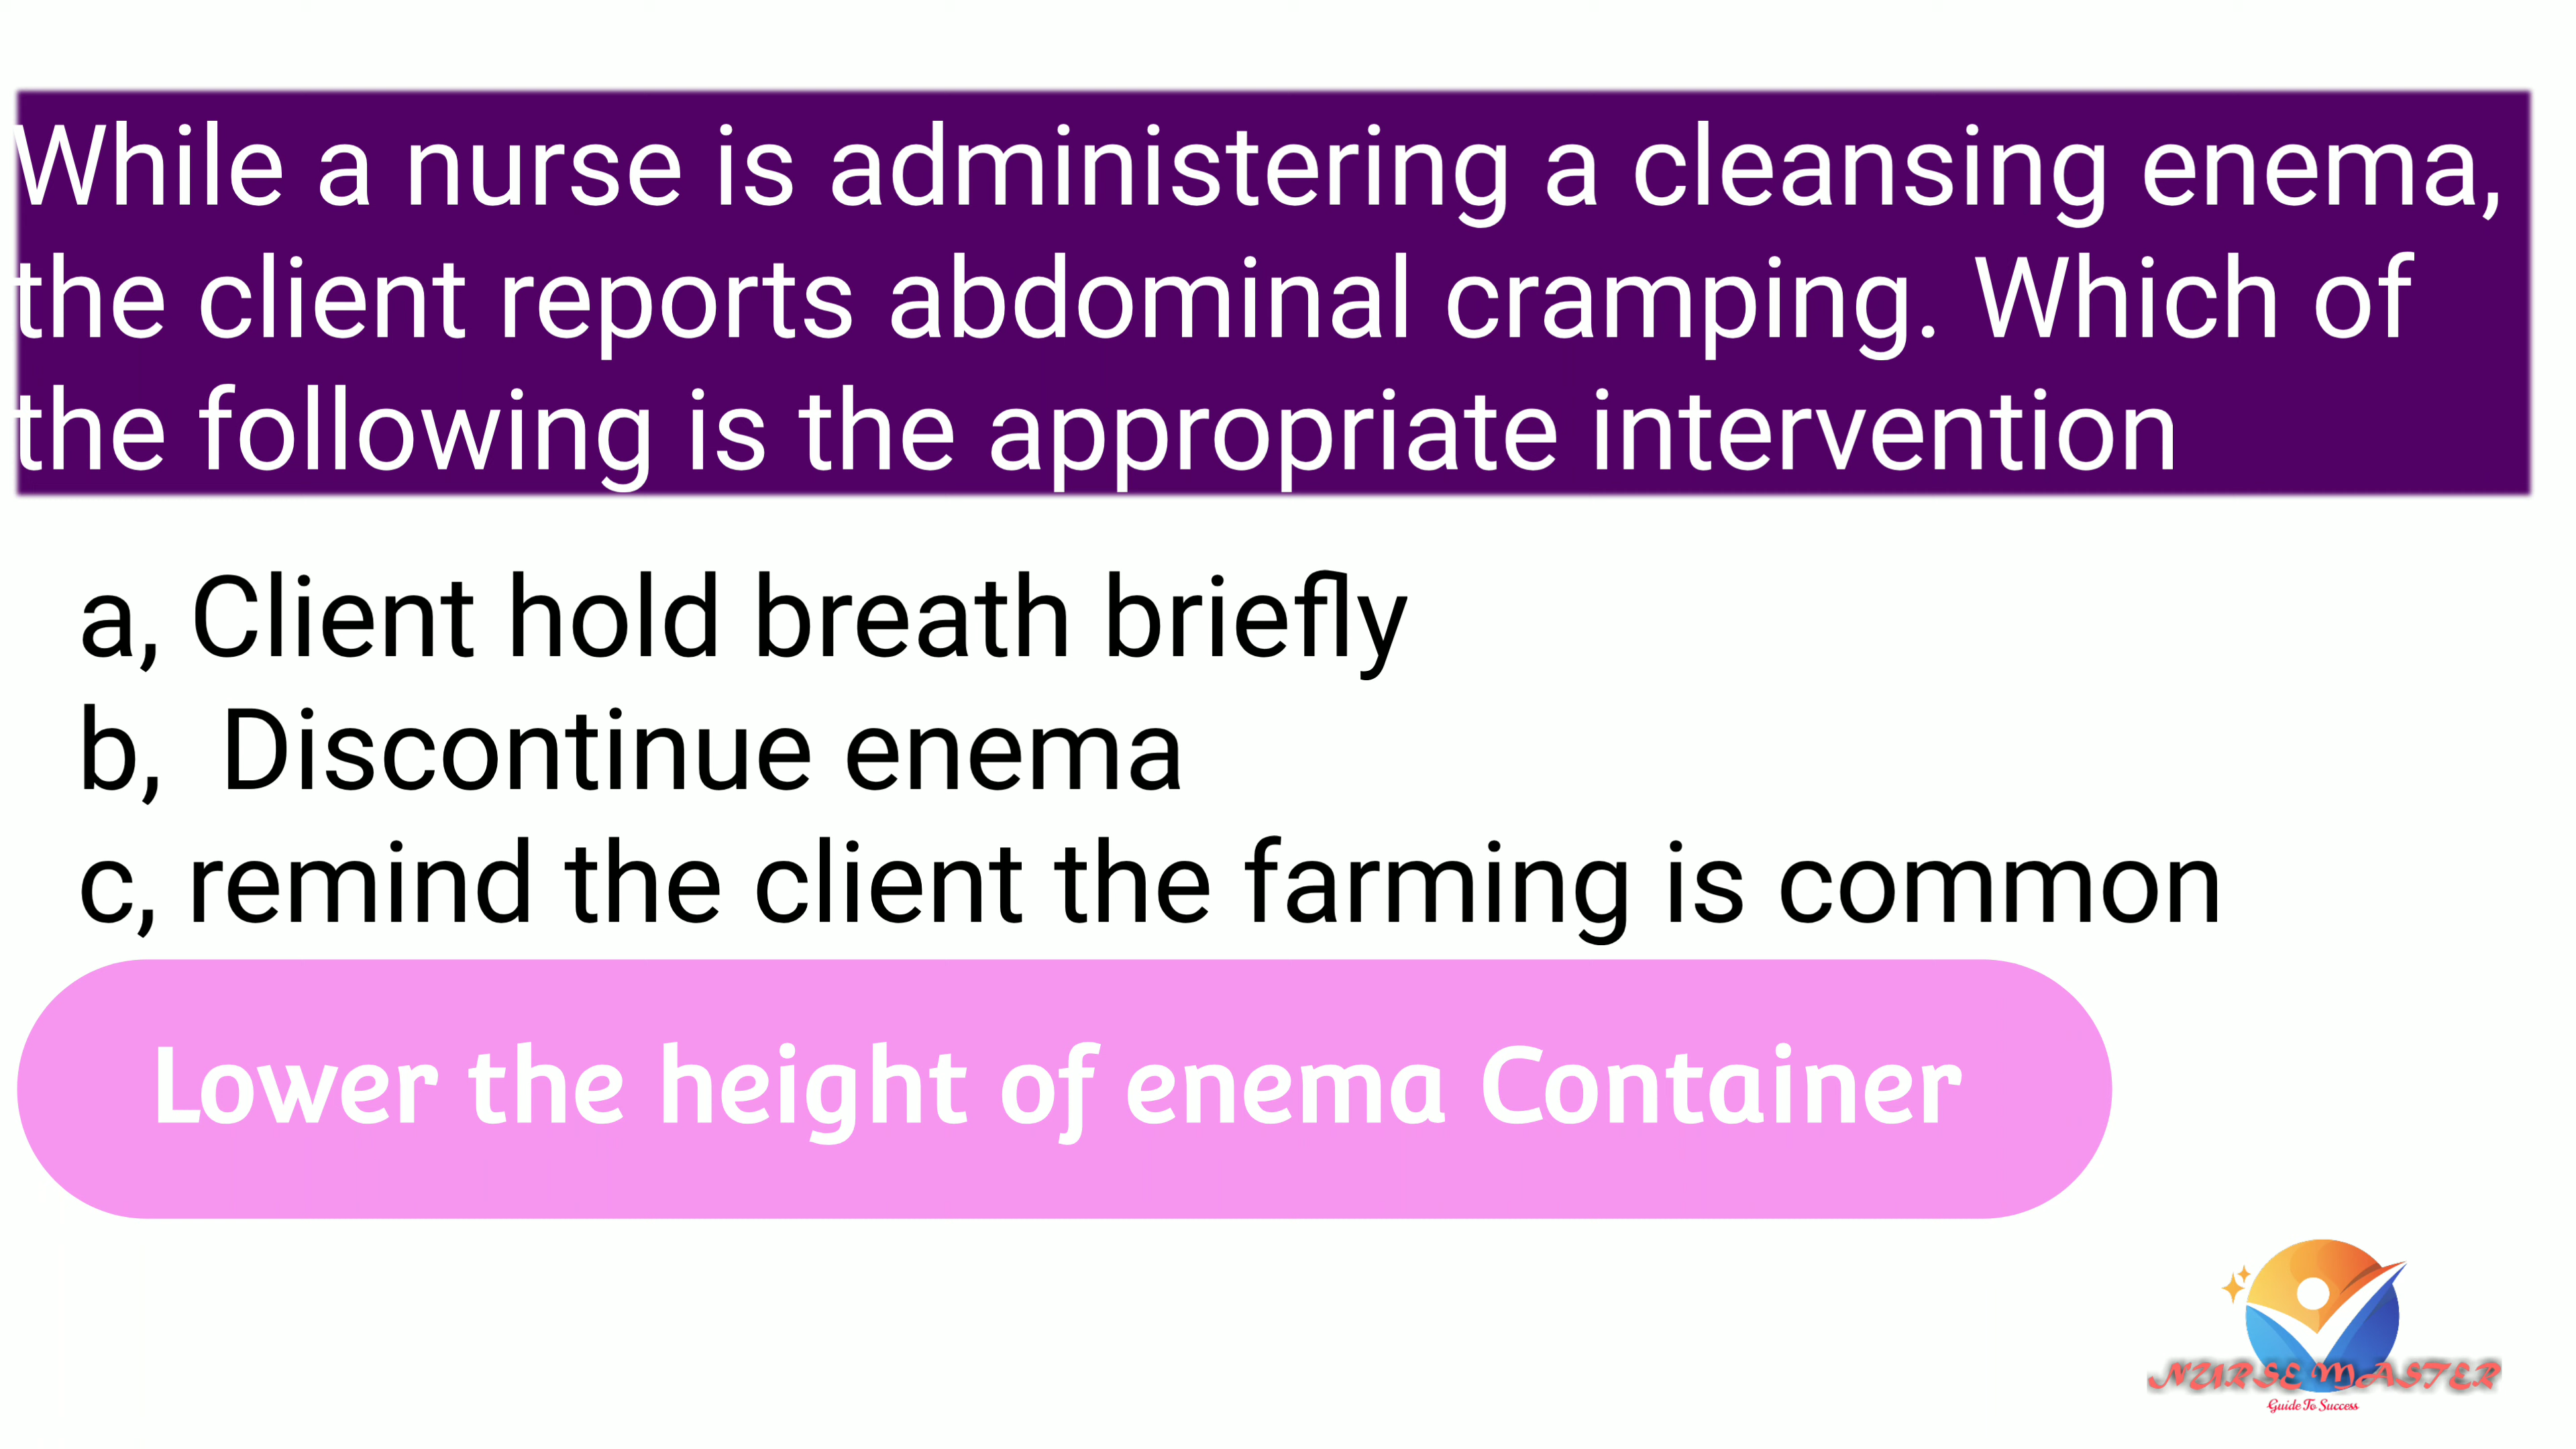 While a nurse is administering a cleansing enema,
the client reports abdominal cramping. Which of
the following is the appropriate intervention
a, Client hold breath briefly
b, Discontinue enema
c, remind the client the farming is common
Lower the height of enema Container
NURSE MASTER
Guide To Success